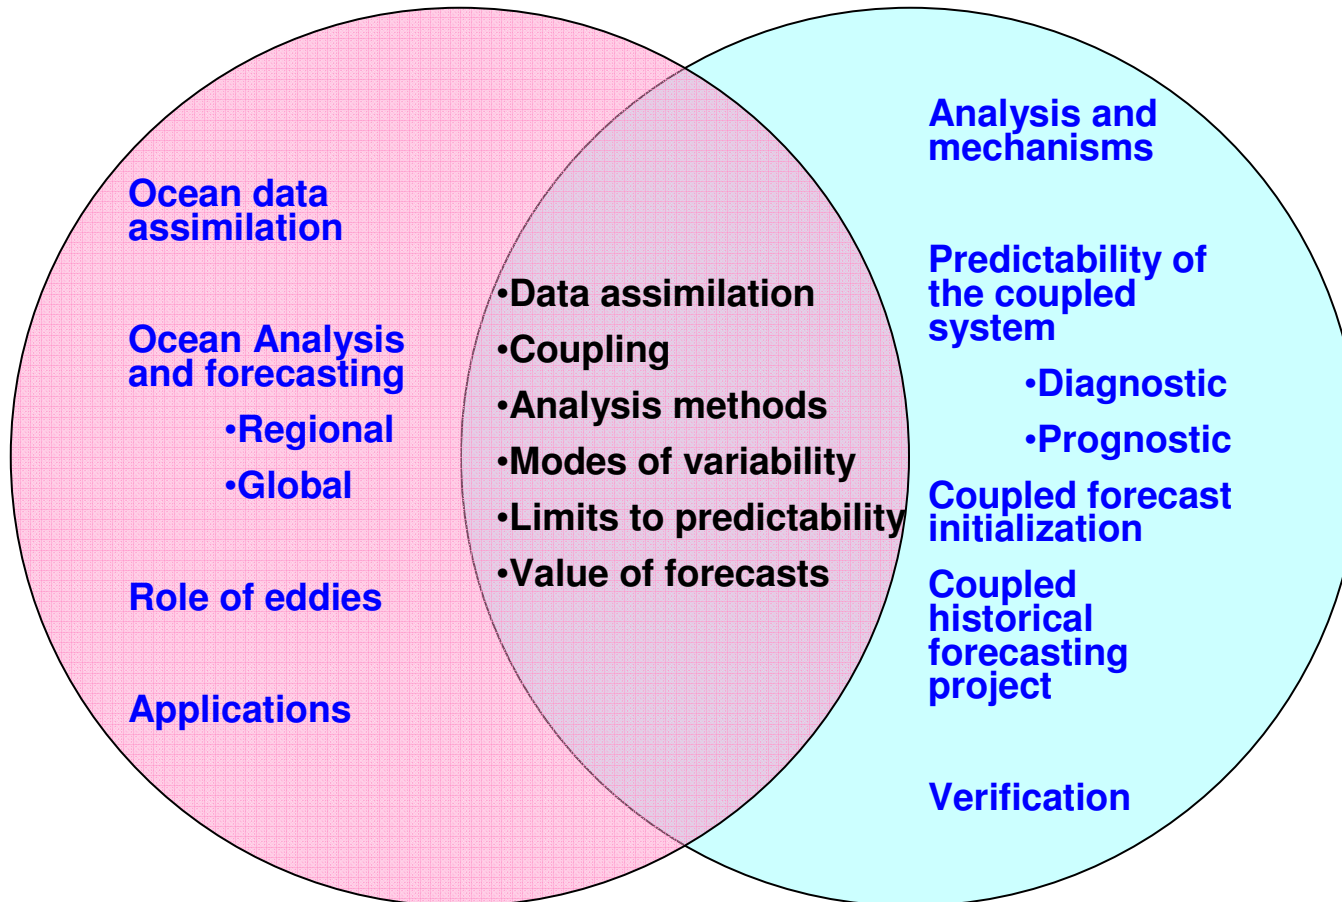 Ocean data
assimilation
Ocean Analysis
and forecasting
•Regional
•Global
Role of eddies
Applications
•Data assimilation
•Coupling
•Analysis methods
•Modes of variability
•Limits to predictability
•Value of forecasts
Analysis and
mechanisms
Predictability of
the coupled
system
•Diagnostic
•Prognostic
Coupled forecast
initialization
Coupled
historical
forecasting
project
Verification